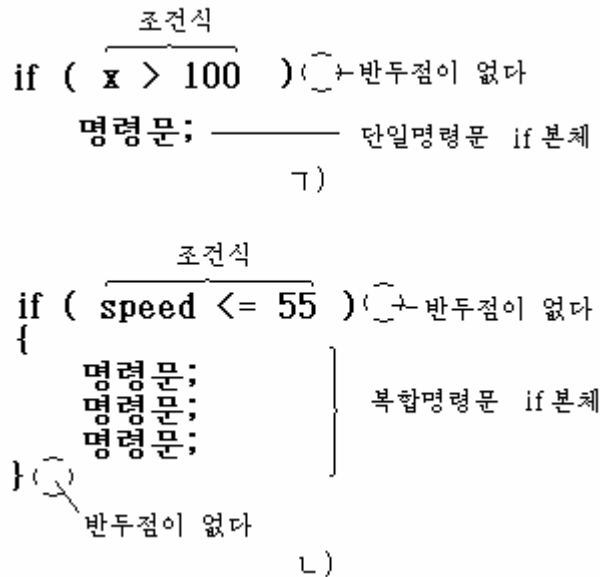 조건식
if ( x > 100 ) 반두점이 없다
명령문; 단일명령문 if 본체
ㄱ)
조건식
if ( speed <= 55 ) 반두점이 없다
{
명령문;
명령문; 복합명령문 if 본체
명령문;
}
반두점이 없다
ㄴ)